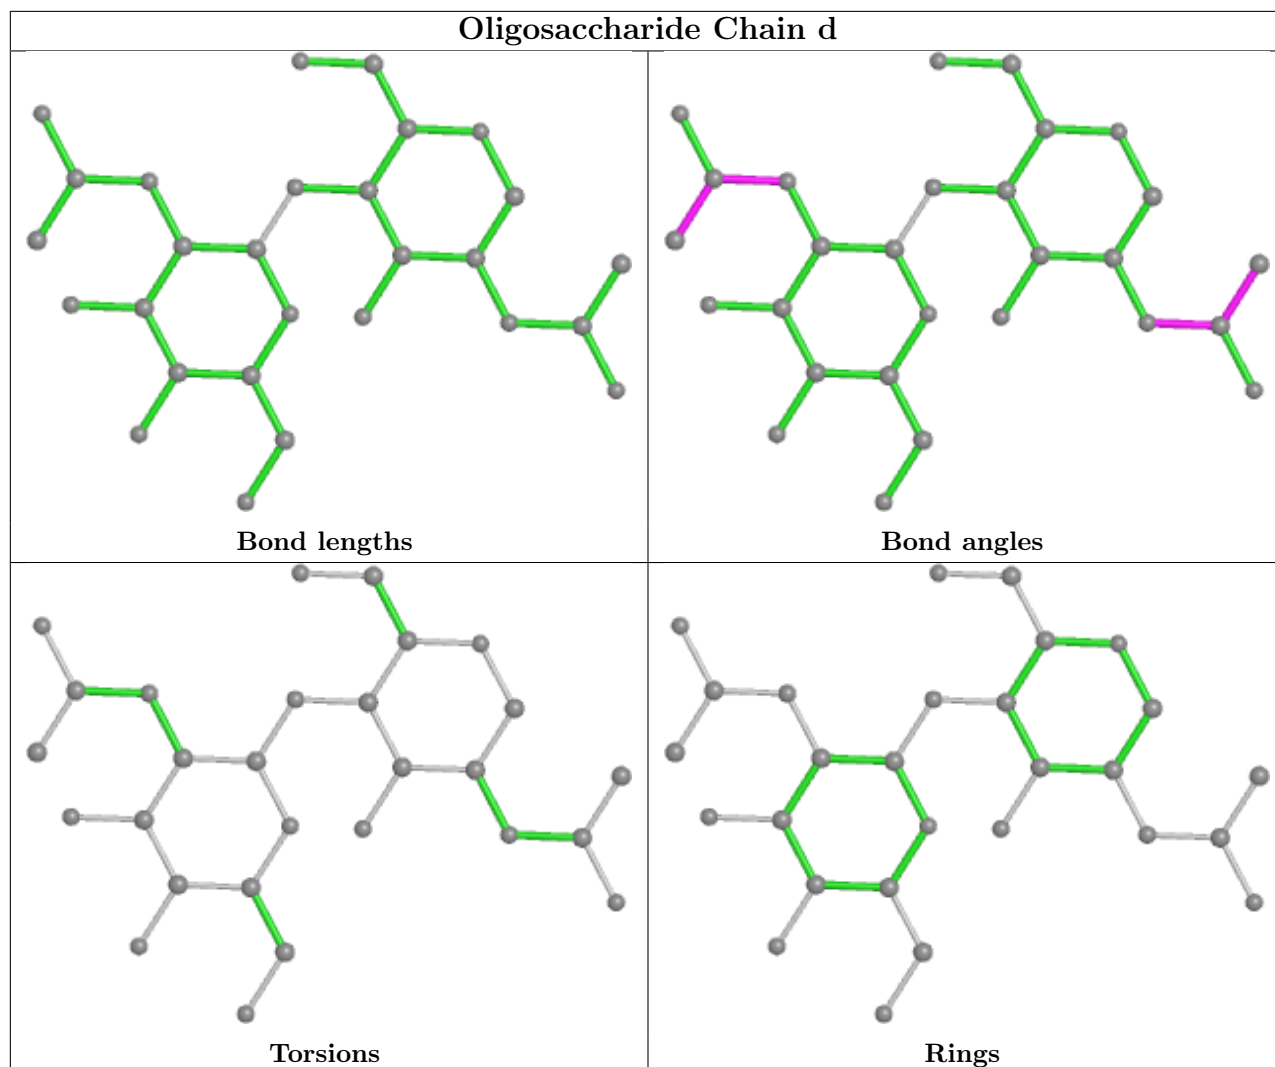 Oligosaccharide Chain d
Bond lengths
Bond angles
Torsions
Rings